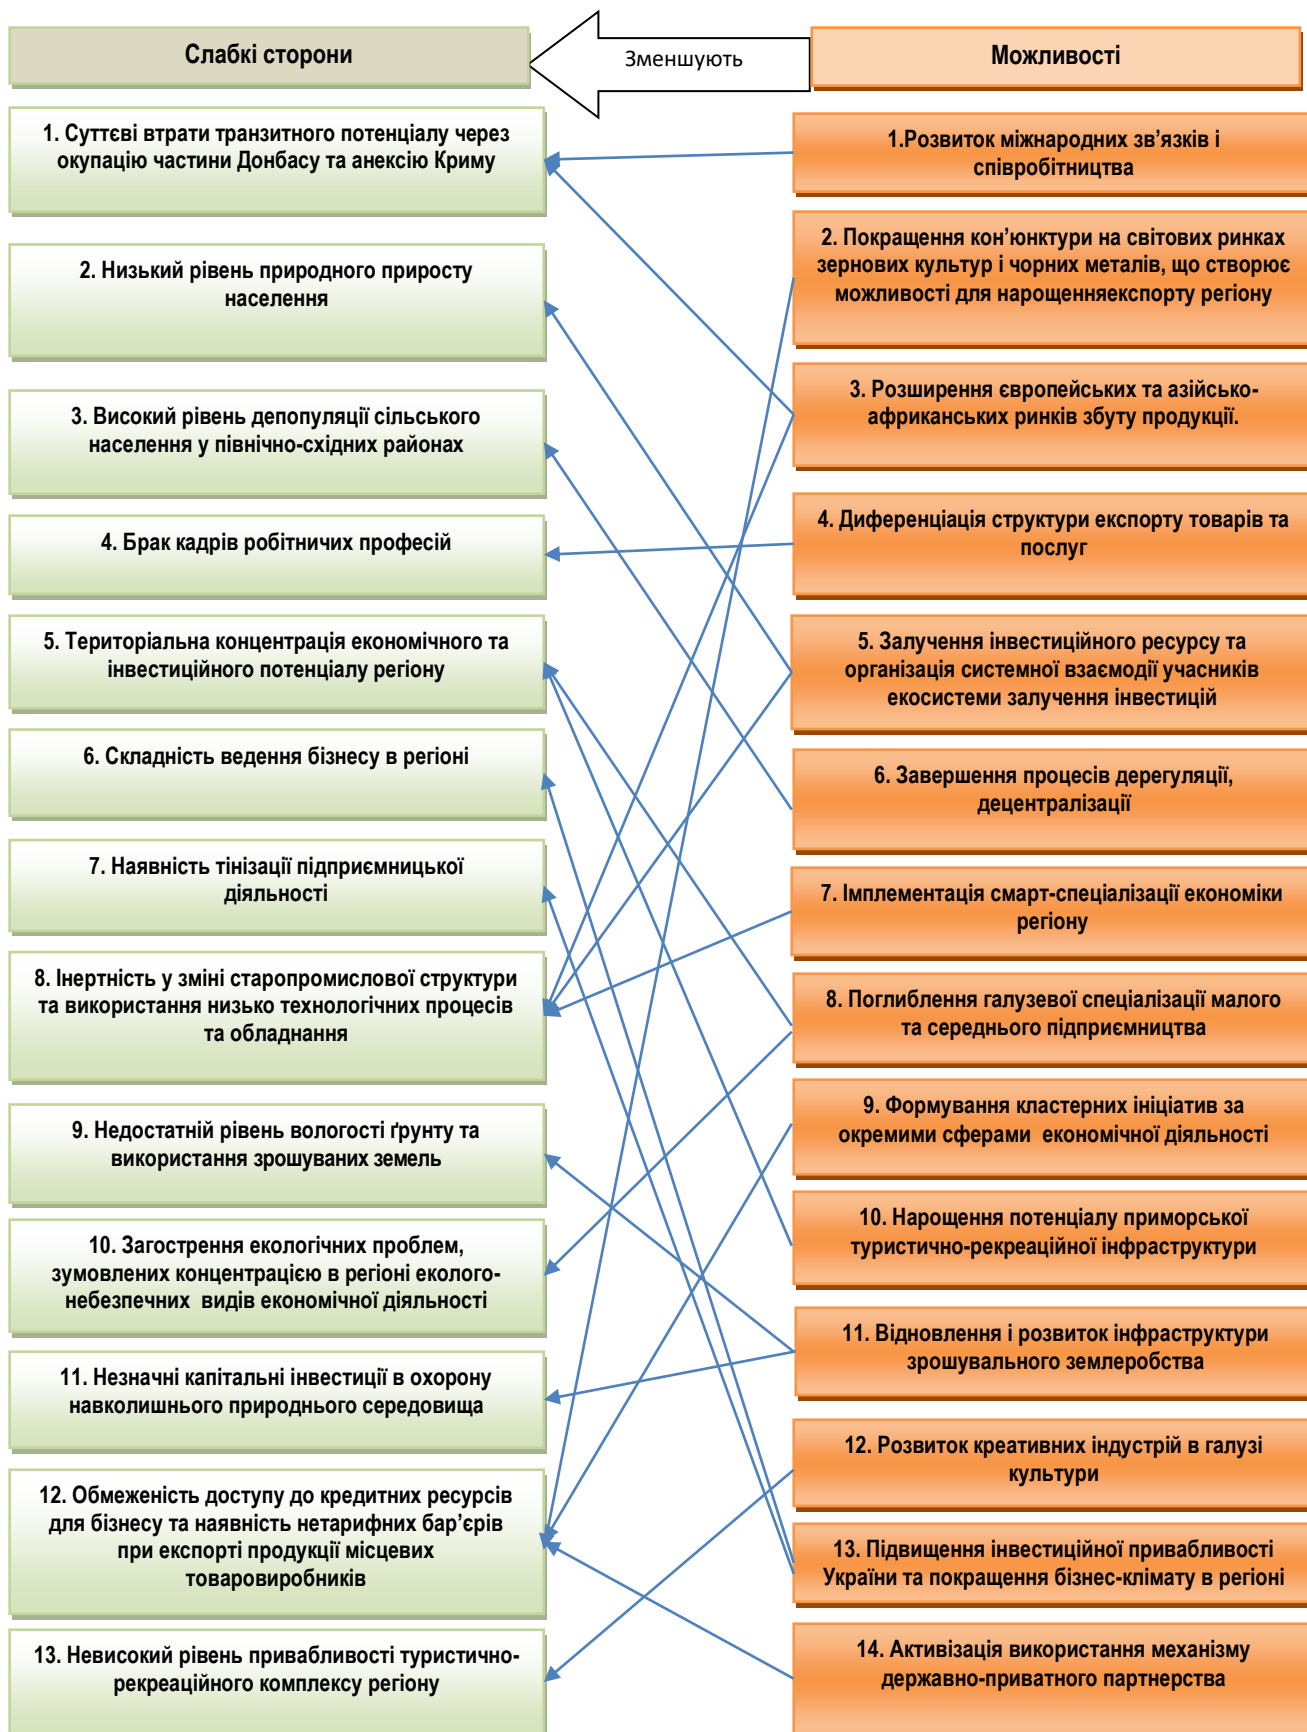 Слабкі сторони
Зменшують
Можливості
1. Суттєві втрати транзитного потенціалу через
окупацію частини Донбасу та анексію Криму
2. Низький рівень природного приросту
населення
3. Високий рівень депопуляції сільського
населення у північно-східних районах
4. Брак кадрів робітничих професій
5. Територіальна концентрація економічного та
інвестиційного потенціалу регіону
6. Складність ведення бізнесу в регіоні
7. Наявність тінізації підприємницької
діяльності
8. Інертність у зміні старопромислової структури
та використання низько технологічних процесів
та обладнання
9. Недостатній рівень вологості ґрунту та
використання зрошуваних земель
10. Загострення екологічних проблем,
зумовлених концентрацією в регіоні еколого-
небезпечних видів економічної діяльності
11. Незначні капітальні інвестиції в охорону
навколишнього природнього середовища
12. Обмеженість доступу до кредитних ресурсів
для бізнесу та наявність нетарифних бар’єрів
при експорті продукції місцевих
товаровиробників
13. Невисокий рівень привабливості туристично-
рекреаційного комплексу регіону
1.Розвиток міжнародних зв’язків і
співробітництва
2. Покращення кон’юнктури на світових ринках
зернових культур і чорних металів, що створює
можливості для нарощенняекспорту регіону
3. Розширення європейських та азійсько-
африканських ринків збуту продукції.
4. Диференціація структури експорту товарів та
послуг
5. Залучення інвестиційного ресурсу та
організація системної взаємодії учасників
екосистеми залучення інвестицій
6. Завершення процесів дерегуляції,
децентралізації
7. Імплементація смарт-спеціалізації економіки
регіону
8. Поглиблення галузевої спеціалізації малого
та середнього підприємництва
9. Формування кластерних ініціатив за
окремими сферами економічної діяльності
10. Нарощення потенціалу приморської
туристично-рекреаційної інфраструктури
11. Відновлення і розвиток інфраструктури
зрошувального землеробства
12. Розвиток креативних індустрій в галузі
культури
13. Підвищення інвестиційної привабливості
України та покращення бізнес-клімату в регіоні
14. Активізація використання механізму
державно-приватного партнерства